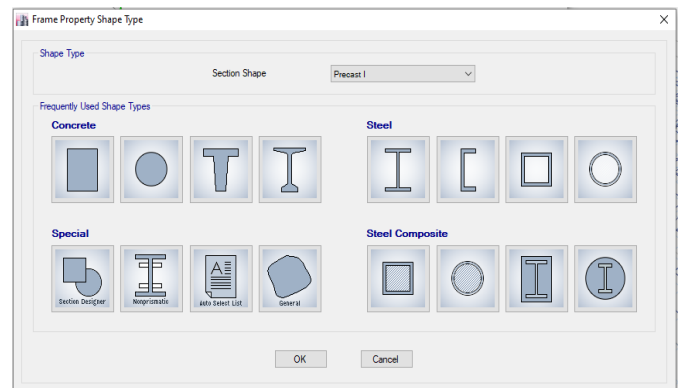 Frame Property Shape Type
Shape Type
Section Shape
Precast I
Frequently Used Shape Types
Concrete
Steel
Special
Steel Composite
Section Designer
Nonprismatic
Auto Select List
General
OK
Cancel